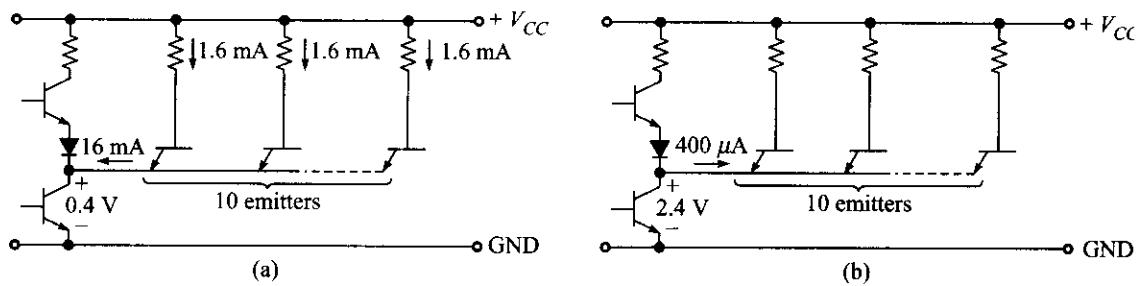 + V_CC
1.6 mA
1.6 mA
1.6 mA
16 mA
+
0.4 V
−
10 emitters
GND
(a)
+ V_CC
400 μA
+
2.4 V
−
10 emitters
GND
(b)